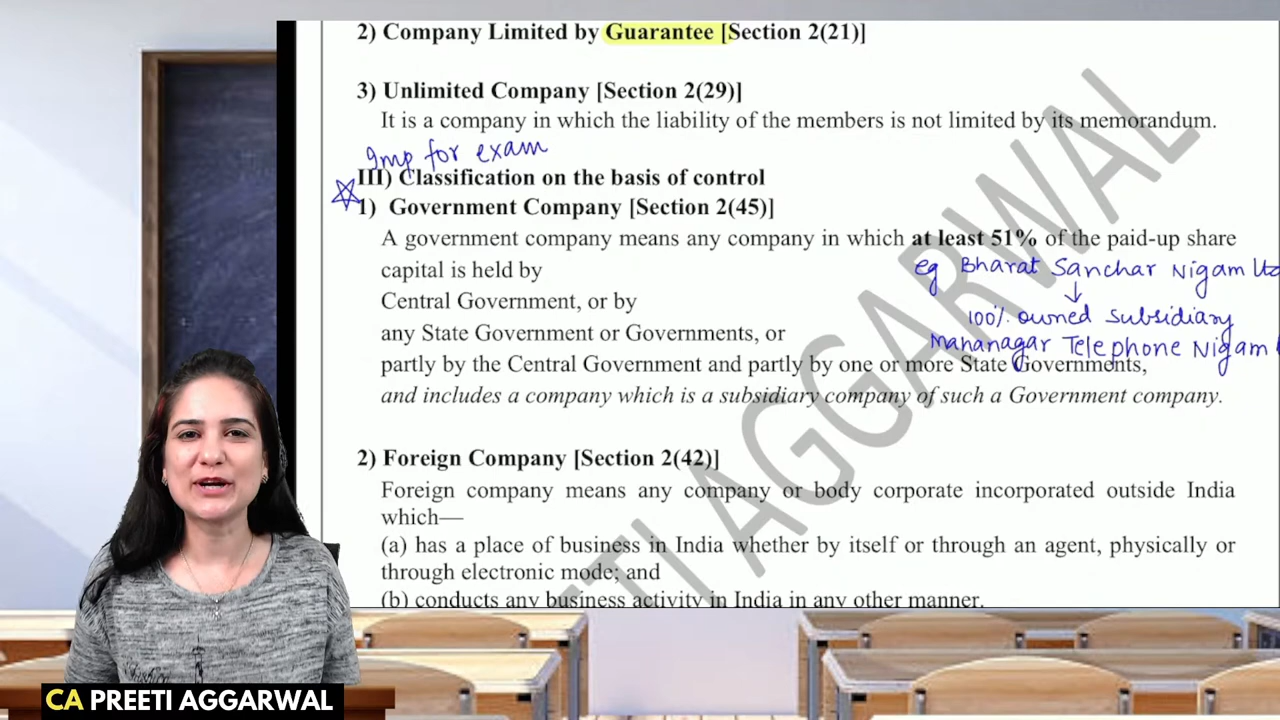 2) Company Limited by Guarantee [Section 2(21)]
3) Unlimited Company [Section 2(29)]
It is a company in which the liability of the members is not limited by its memorandum.
Imp for exam
III) Classification on the basis of control
1) Government Company [Section 2(45)]
A government company means any company in which at least 51% of the paid-up share
capital is held by
eg Bharat Sanchar Nigam Ltd
Central Government, or by
100% owned subsidiary
any State Government or Governments, or
Mahanagar Telephone Nigam
partly by the Central Government and partly by one or more State Governments,
and includes a company which is a subsidiary company of such a Government company.
2) Foreign Company [Section 2(42)]
Foreign company means any company or body corporate incorporated outside India
which—
(a) has a place of business in India whether by itself or through an agent, physically or
through electronic mode; and
(b) conducts any business activity in India in any other manner.
ETI AGGARWAL
CA PREETI AGGARWAL